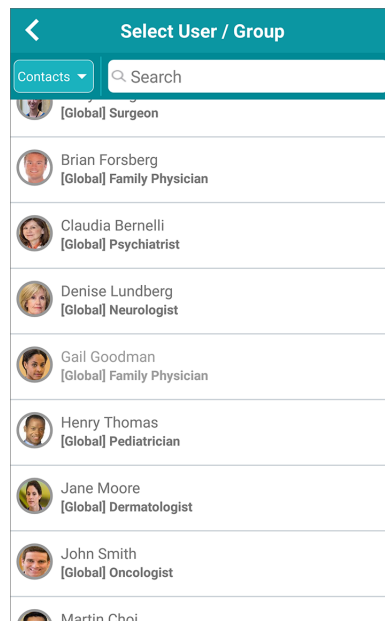 Select User / Group
Contacts
Search
[Global] Surgeon
Brian Forsberg
[Global] Family Physician
Claudia Bernelli
[Global] Psychiatrist
Denise Lundberg
[Global] Neurologist
Gail Goodman
[Global] Family Physician
Henry Thomas
[Global] Pediatrician
Jane Moore
[Global] Dermatologist
John Smith
[Global] Oncologist
Martin Choi